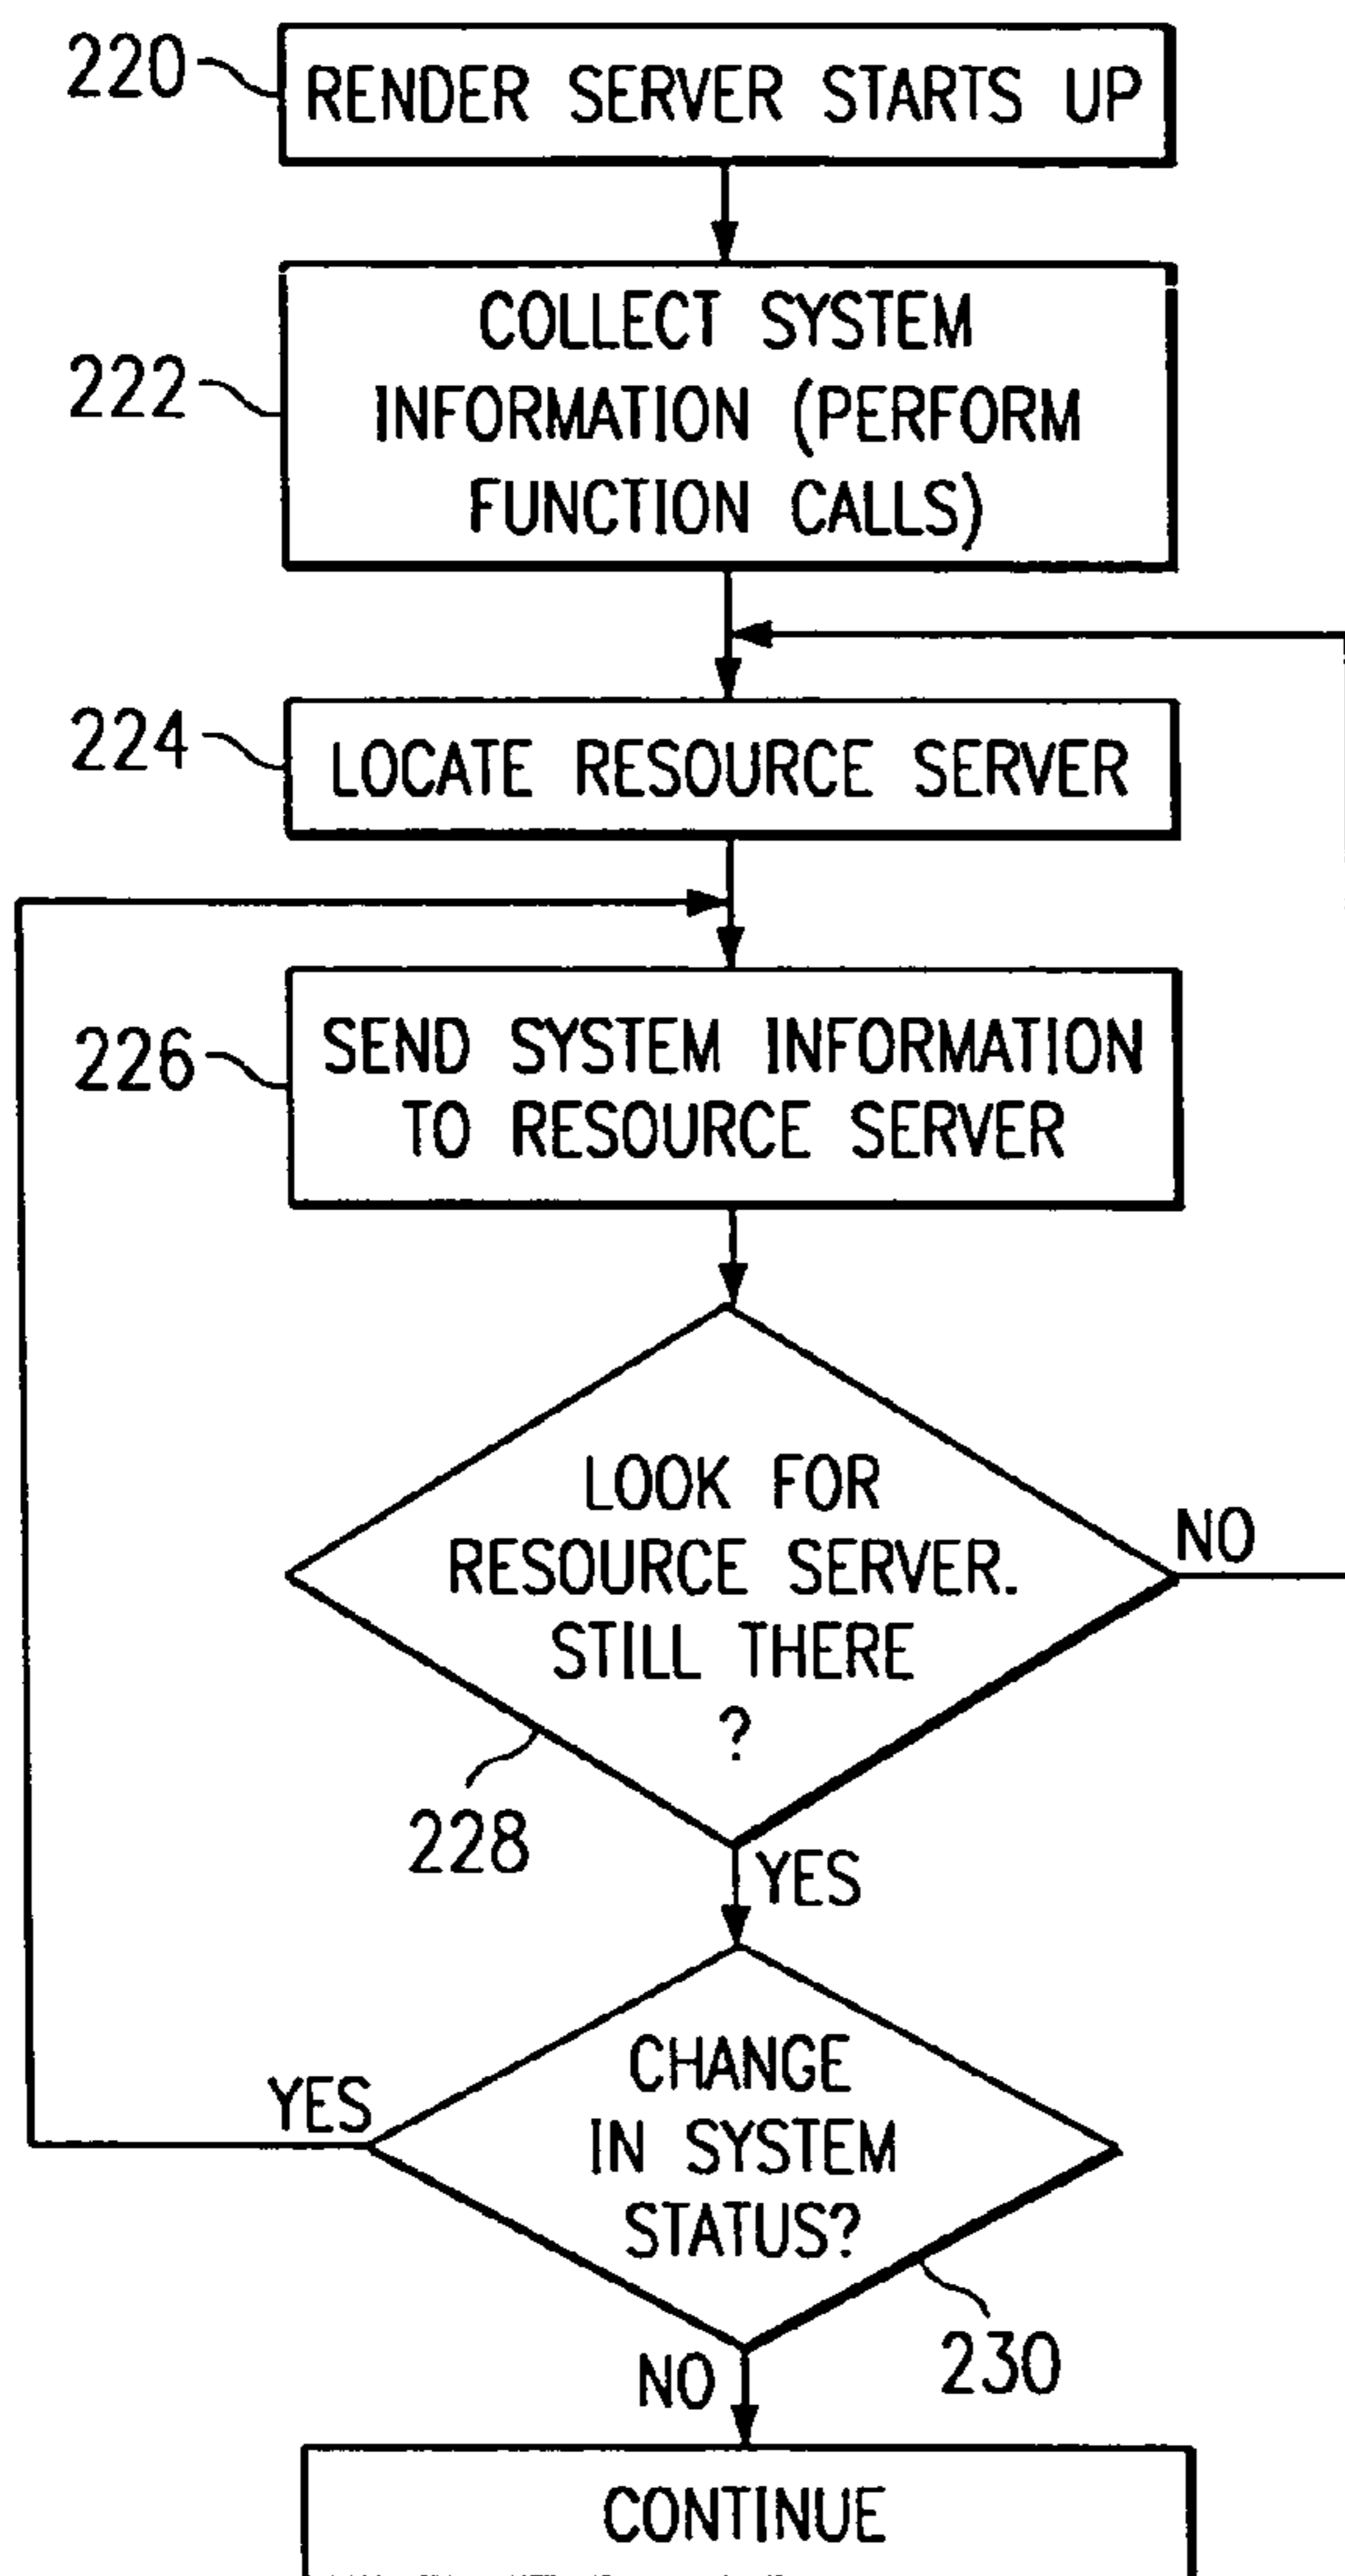 220
RENDER SERVER STARTS UP
222
COLLECT SYSTEM
INFORMATION (PERFORM
FUNCTION CALLS)
224
LOCATE RESOURCE SERVER
226
SEND SYSTEM INFORMATION
TO RESOURCE SERVER
LOOK FOR
RESOURCE SERVER.
STILL THERE
?
NO
228
YES
CHANGE
IN SYSTEM
STATUS?
YES
230
NO
CONTINUE